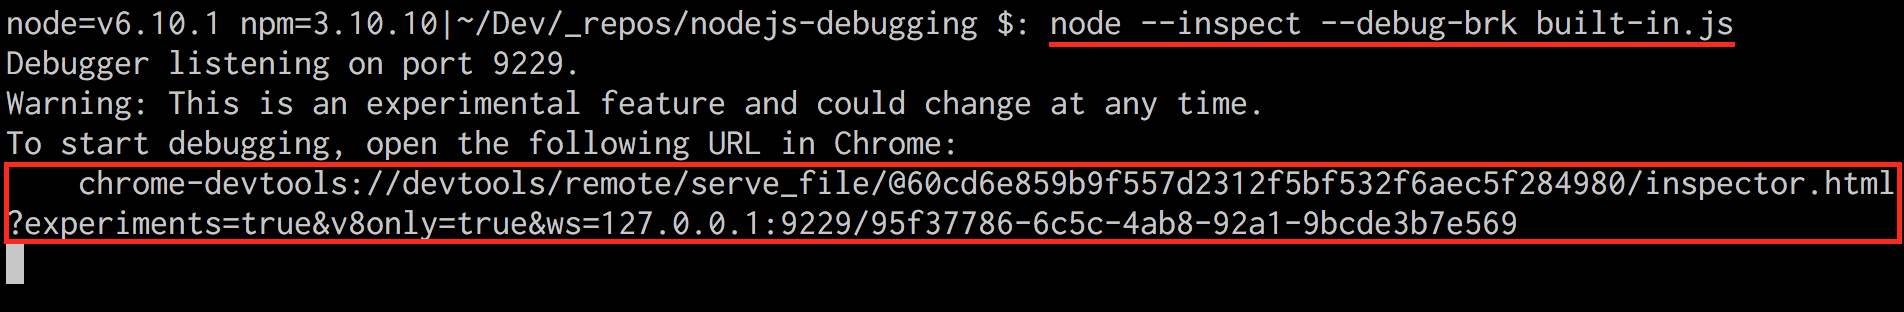 node=v6.10.1 npm=3.10.10|~/Dev/_repos/nodejs-debugging $: node --inspect --debug-brk built-in.js
Debugger listening on port 9229.
Warning: This is an experimental feature and could change at any time.
To start debugging, open the following URL in Chrome:
    chrome-devtools://devtools/remote/serve_file/@60cd6e859b9f557d2312f5bf532f6aec5f284980/inspector.html
?experiments=true&v8only=true&ws=127.0.0.1:9229/95f37786-6c5c-4ab8-92a1-9bcde3b7e569